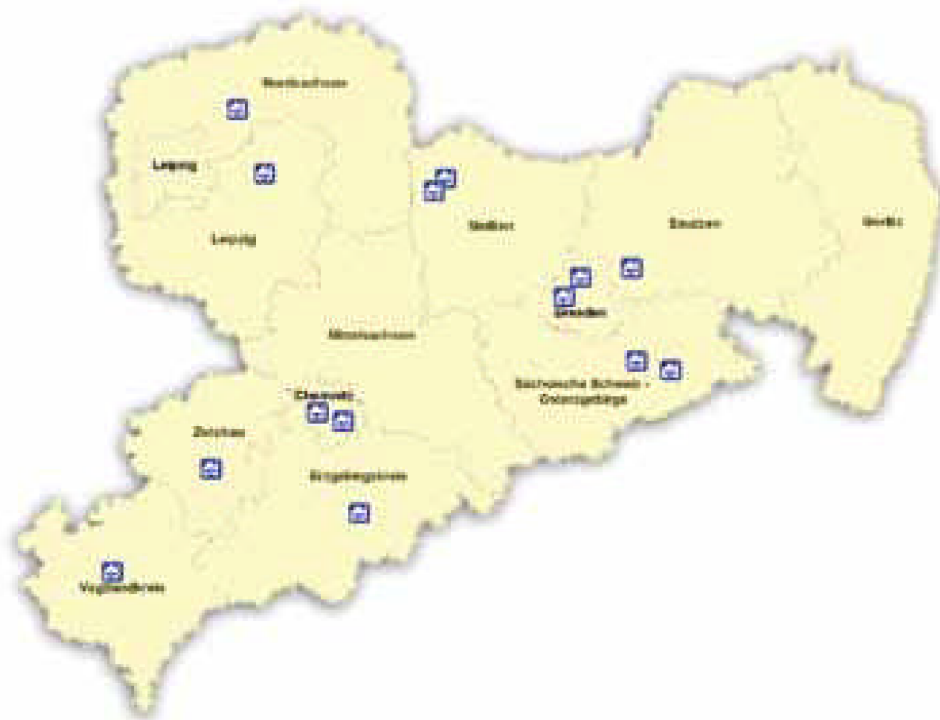 Nordsachsen
Leipzig
Leipzig
Meißen
Bautzen
Görlitz
Dresden
Mittelsachsen
Sächsische Schweiz -
Osterzgebirge
Chemnitz
Zwickau
Erzgebirgskreis
Vogtlandkreis